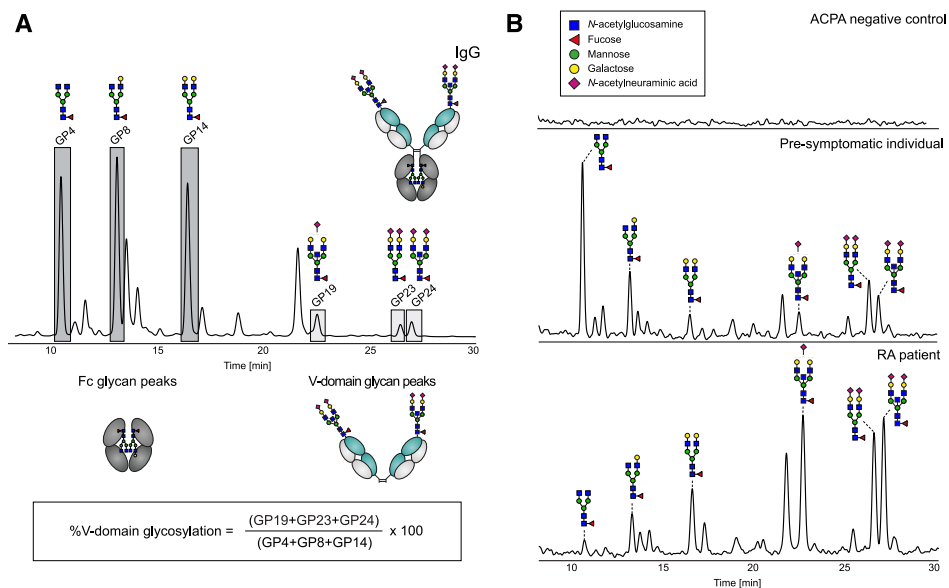 A
IgG
GP4
GP8
GP14
GP19
GP23
GP24
10
15
20
25
30
Time [min]
Fc glycan peaks
V-domain glycan peaks
%V-domain glycosylation = (GP19+GP23+GP24) x 100
(GP4+GP8+GP14)
B
ACPA negative control
N-acetylglucosamine
Fucose
Mannose
Galactose
N-acetylneuraminic acid
Pre-symptomatic individual
RA patient
10
15
20
25
30
Time [min]